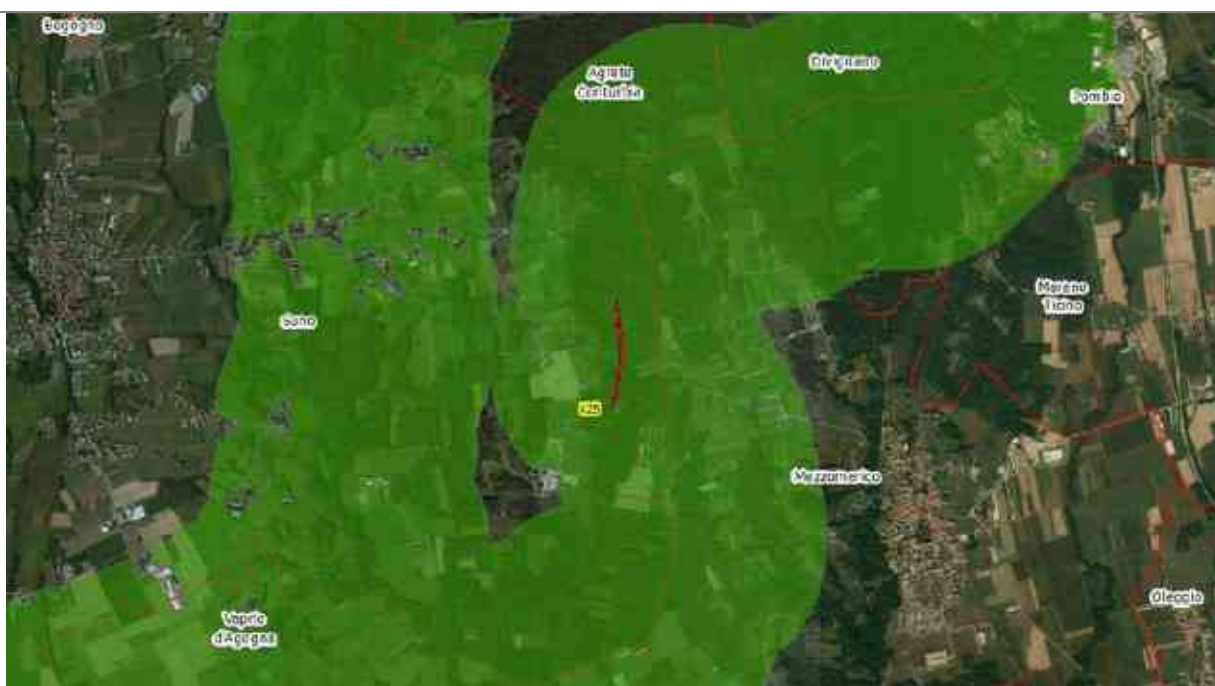 Bogogno
Agrate
Conturbia
Divignano
Pombia
Marano
Ticino
Suno
Mezzomerico
Vaprio
d'Agogna
Oleggio